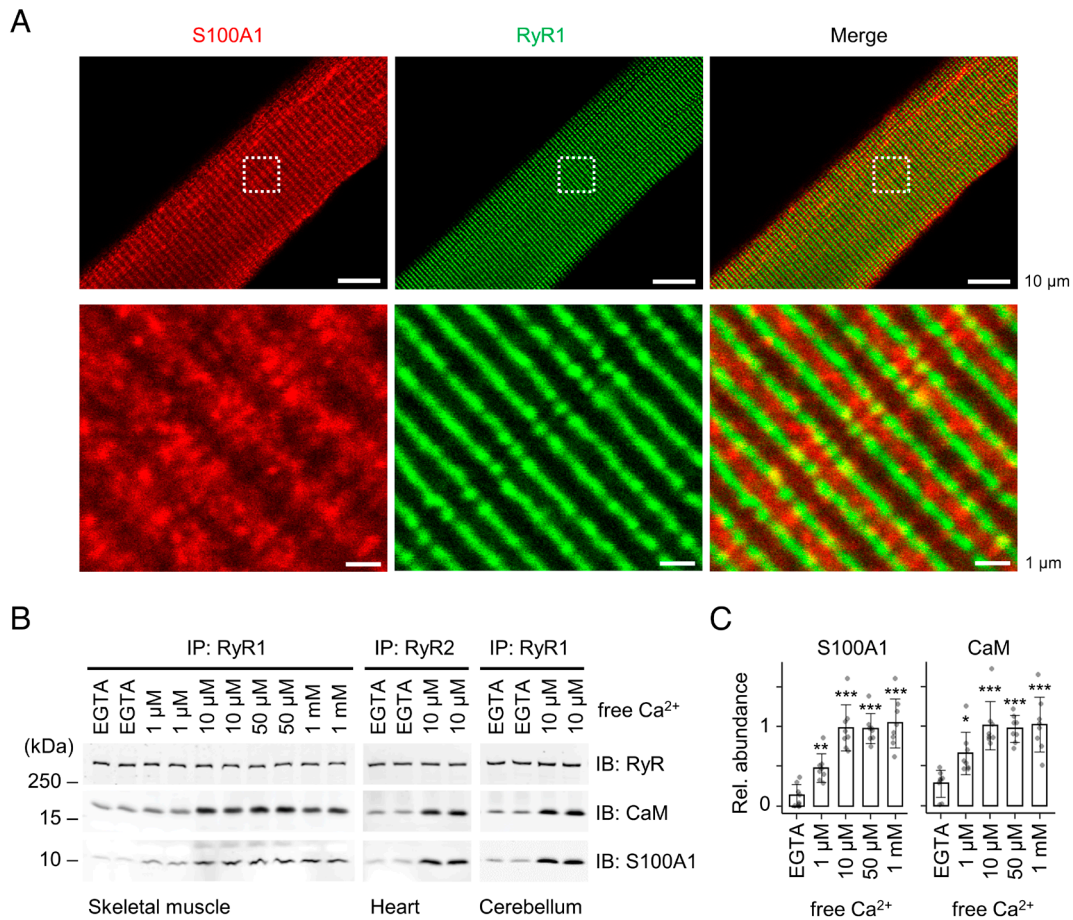 A
S100A1 RyR1 Merge
10 µm
1 µm
B
IP: RyR1 IP: RyR2 IP: RyR1
EGTA EGTA 1 µM 1 µM 10 µM 10 µM 50 µM 50 µM 1 mM 1 mM EGTA EGTA 10 µM 10 µM EGTA EGTA 10 µM 10 µM free Ca²⁺
(kDa)
250
IB: RyR
15
IB: CaM
10
IB: S100A1
Skeletal muscle Heart Cerebellum
C
S100A1 CaM
Rel. abundance
1
0
** *** *** ***
* *** *** ***
EGTA 1 µM 10 µM 50 µM 1 mM EGTA 1 µM 10 µM 50 µM 1 mM
free Ca²⁺ free Ca²⁺